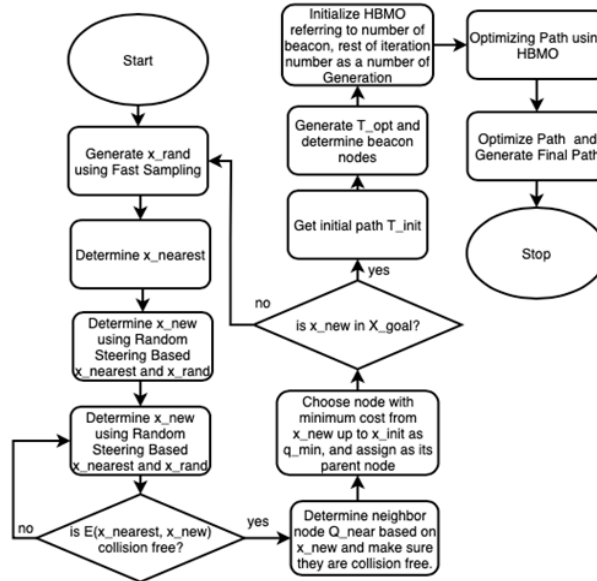 Start
Generate x_rand
using Fast Sampling
Determine x_nearest
Determine x_new
using Random
Steering Based
x_nearest and x_rand
Determine x_new
using Random
Steering Based
x_nearest and x_rand
no
is E(x_nearest, x_new)
collision free?
yes
Determine neighbor
node Q_near based on
x_new and make sure
they are collision free.
Choose node with
minimum cost from
x_new up to x_init as
q_min, and assign as its
parent node
is x_new in X_goal?
no
yes
Get initial path T_init
Generate T_opt and
determine beacon
nodes
Initialize HBMO
referring to number of
beacon, rest of iteration
number as a number of
Generation
Optimizing Path using
HBMO
Optimize Path and
Generate Final Path
Stop